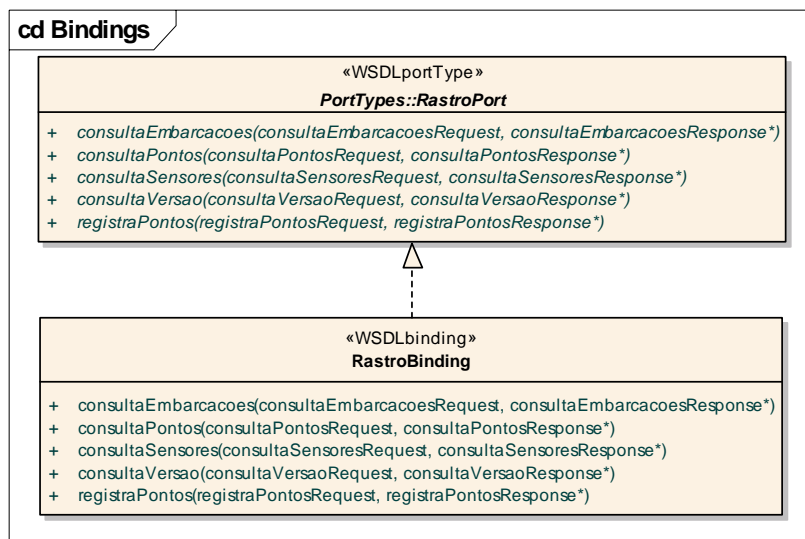 cd Bindings
«WSDLportType»
PortTypes::RastroPort
+ consultaEmbarcacoes(consultaEmbarcacoesRequest, consultaEmbarcacoesResponse*)
+ consultaPontos(consultaPontosRequest, consultaPontosResponse*)
+ consultaSensores(consultaSensoresRequest, consultaSensoresResponse*)
+ consultaVersao(consultaVersaoRequest, consultaVersaoResponse*)
+ registraPontos(registraPontosRequest, registraPontosResponse*)
«WSDLbinding»
RastroBinding
+ consultaEmbarcacoes(consultaEmbarcacoesRequest, consultaEmbarcacoesResponse*)
+ consultaPontos(consultaPontosRequest, consultaPontosResponse*)
+ consultaSensores(consultaSensoresRequest, consultaSensoresResponse*)
+ consultaVersao(consultaVersaoRequest, consultaVersaoResponse*)
+ registraPontos(registraPontosRequest, registraPontosResponse*)